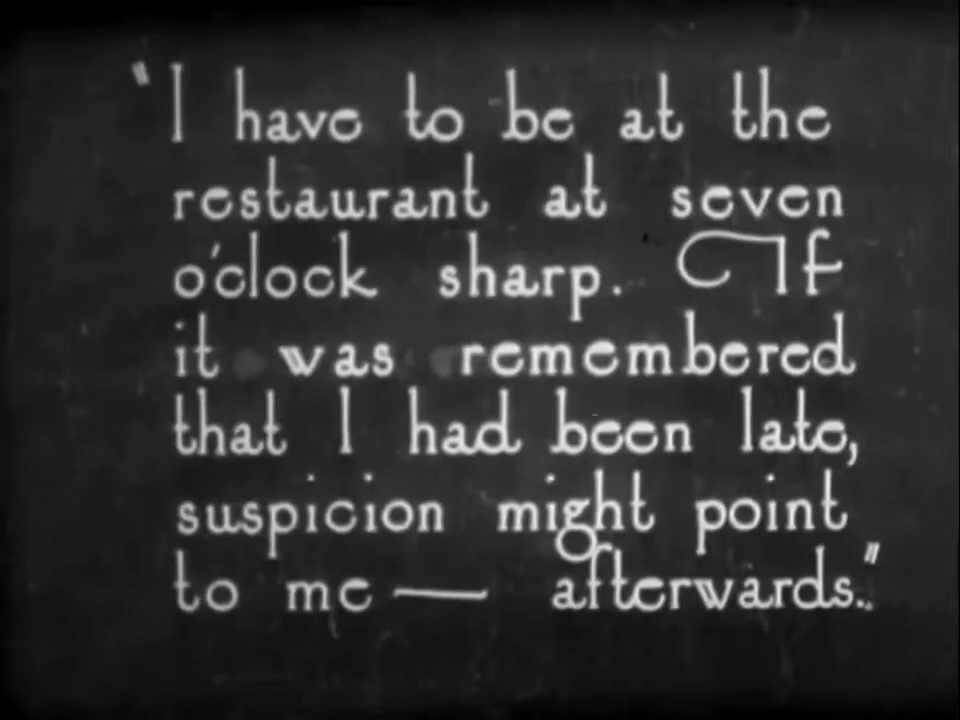 "I have to be at the
restaurant at seven
o'clock sharp. If
it was remembered
that I had been late,
suspicion might point
to me — afterwards.."